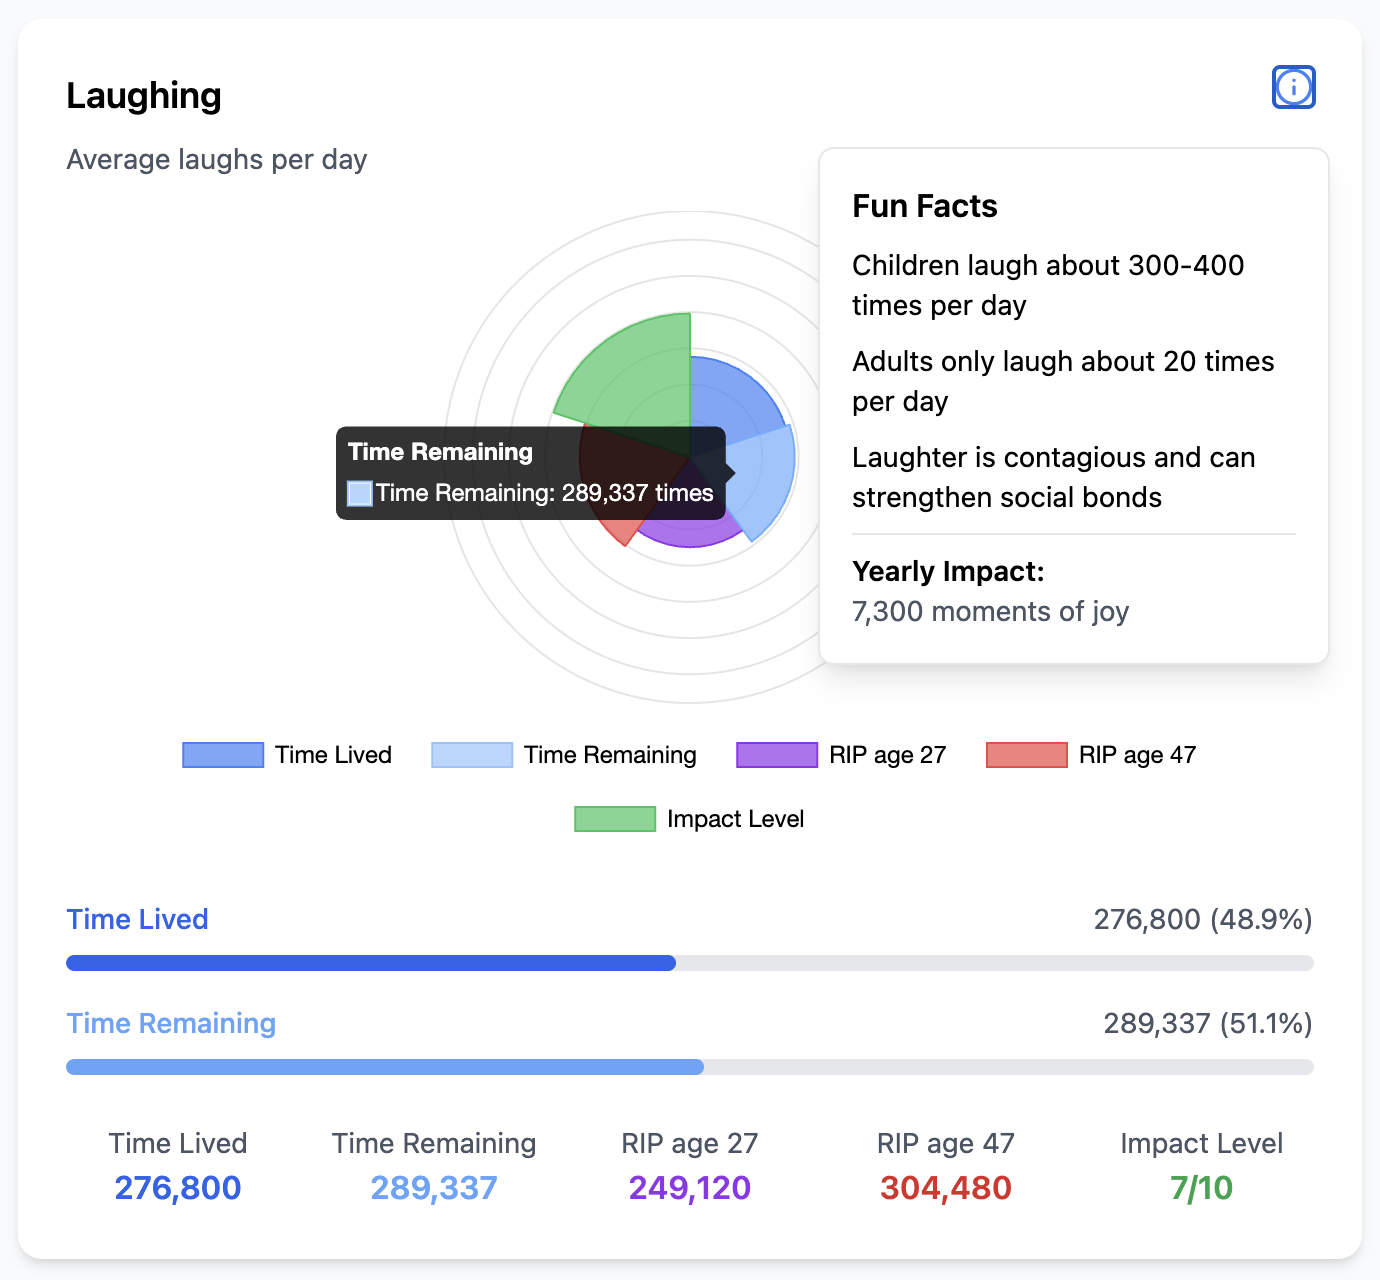 Laughing
Average laughs per day
Fun Facts
Children laugh about 300-400
times per day
Adults only laugh about 20 times
per day
Laughter is contagious and can
strengthen social bonds
Yearly Impact:
7,300 moments of joy
Time Remaining
Time Remaining: 289,337 times
Time Lived
Time Remaining
RIP age 27
RIP age 47
Impact Level
Time Lived
276,800 (48.9%)
Time Remaining
289,337 (51.1%)
Time Lived
276,800
Time Remaining
289,337
RIP age 27
249,120
RIP age 47
304,480
Impact Level
7/10